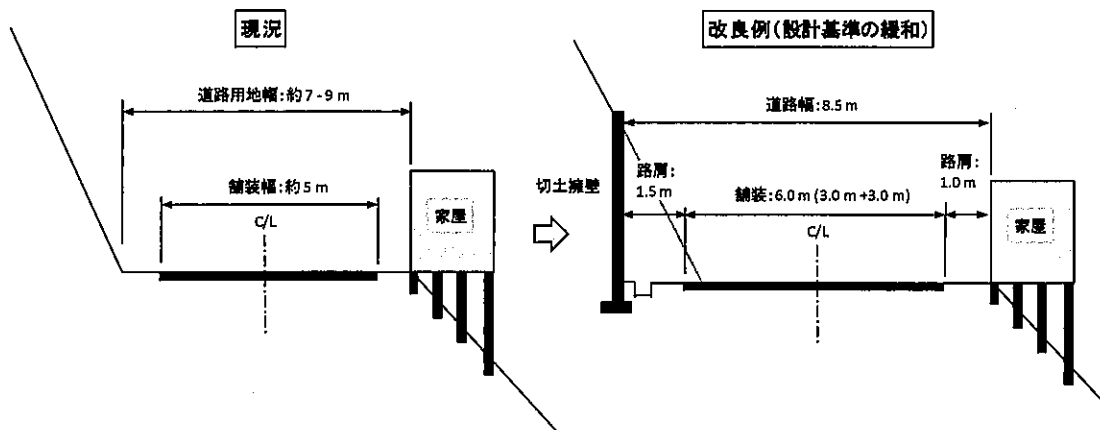 現況
道路用地幅:約7-9 m
舗装幅:約5 m
C/L
家屋
改良例(設計基準の緩和)
道路幅:8.5 m
切土擁壁
路肩:
1.5 m
舗装:6.0 m (3.0 m +3.0 m)
路肩:
1.0 m
C/L
家屋